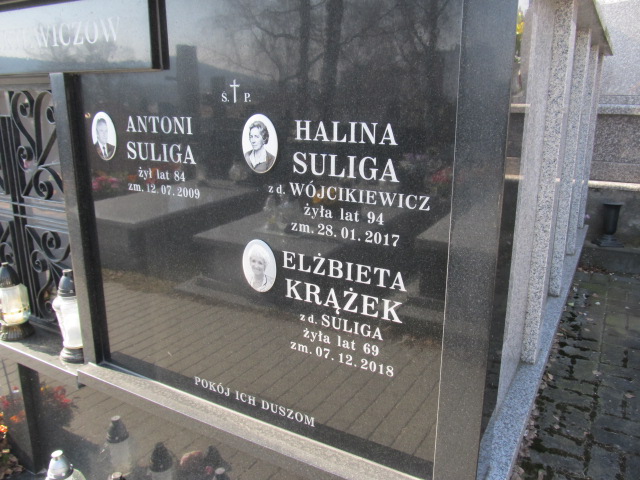 Ś. P.
ANTONI
SULIGA
żył lat 84
zm. 12.07.2009
HALINA
SULIGA
z d. WÓJCIKIEWICZ
żyła lat 94
zm. 28.01.2017
ELŻBIETA
KRĄŻEK
z d. SULIGA
żyła lat 69
zm. 07.12.2018
POKÓJ ICH DUSZOM